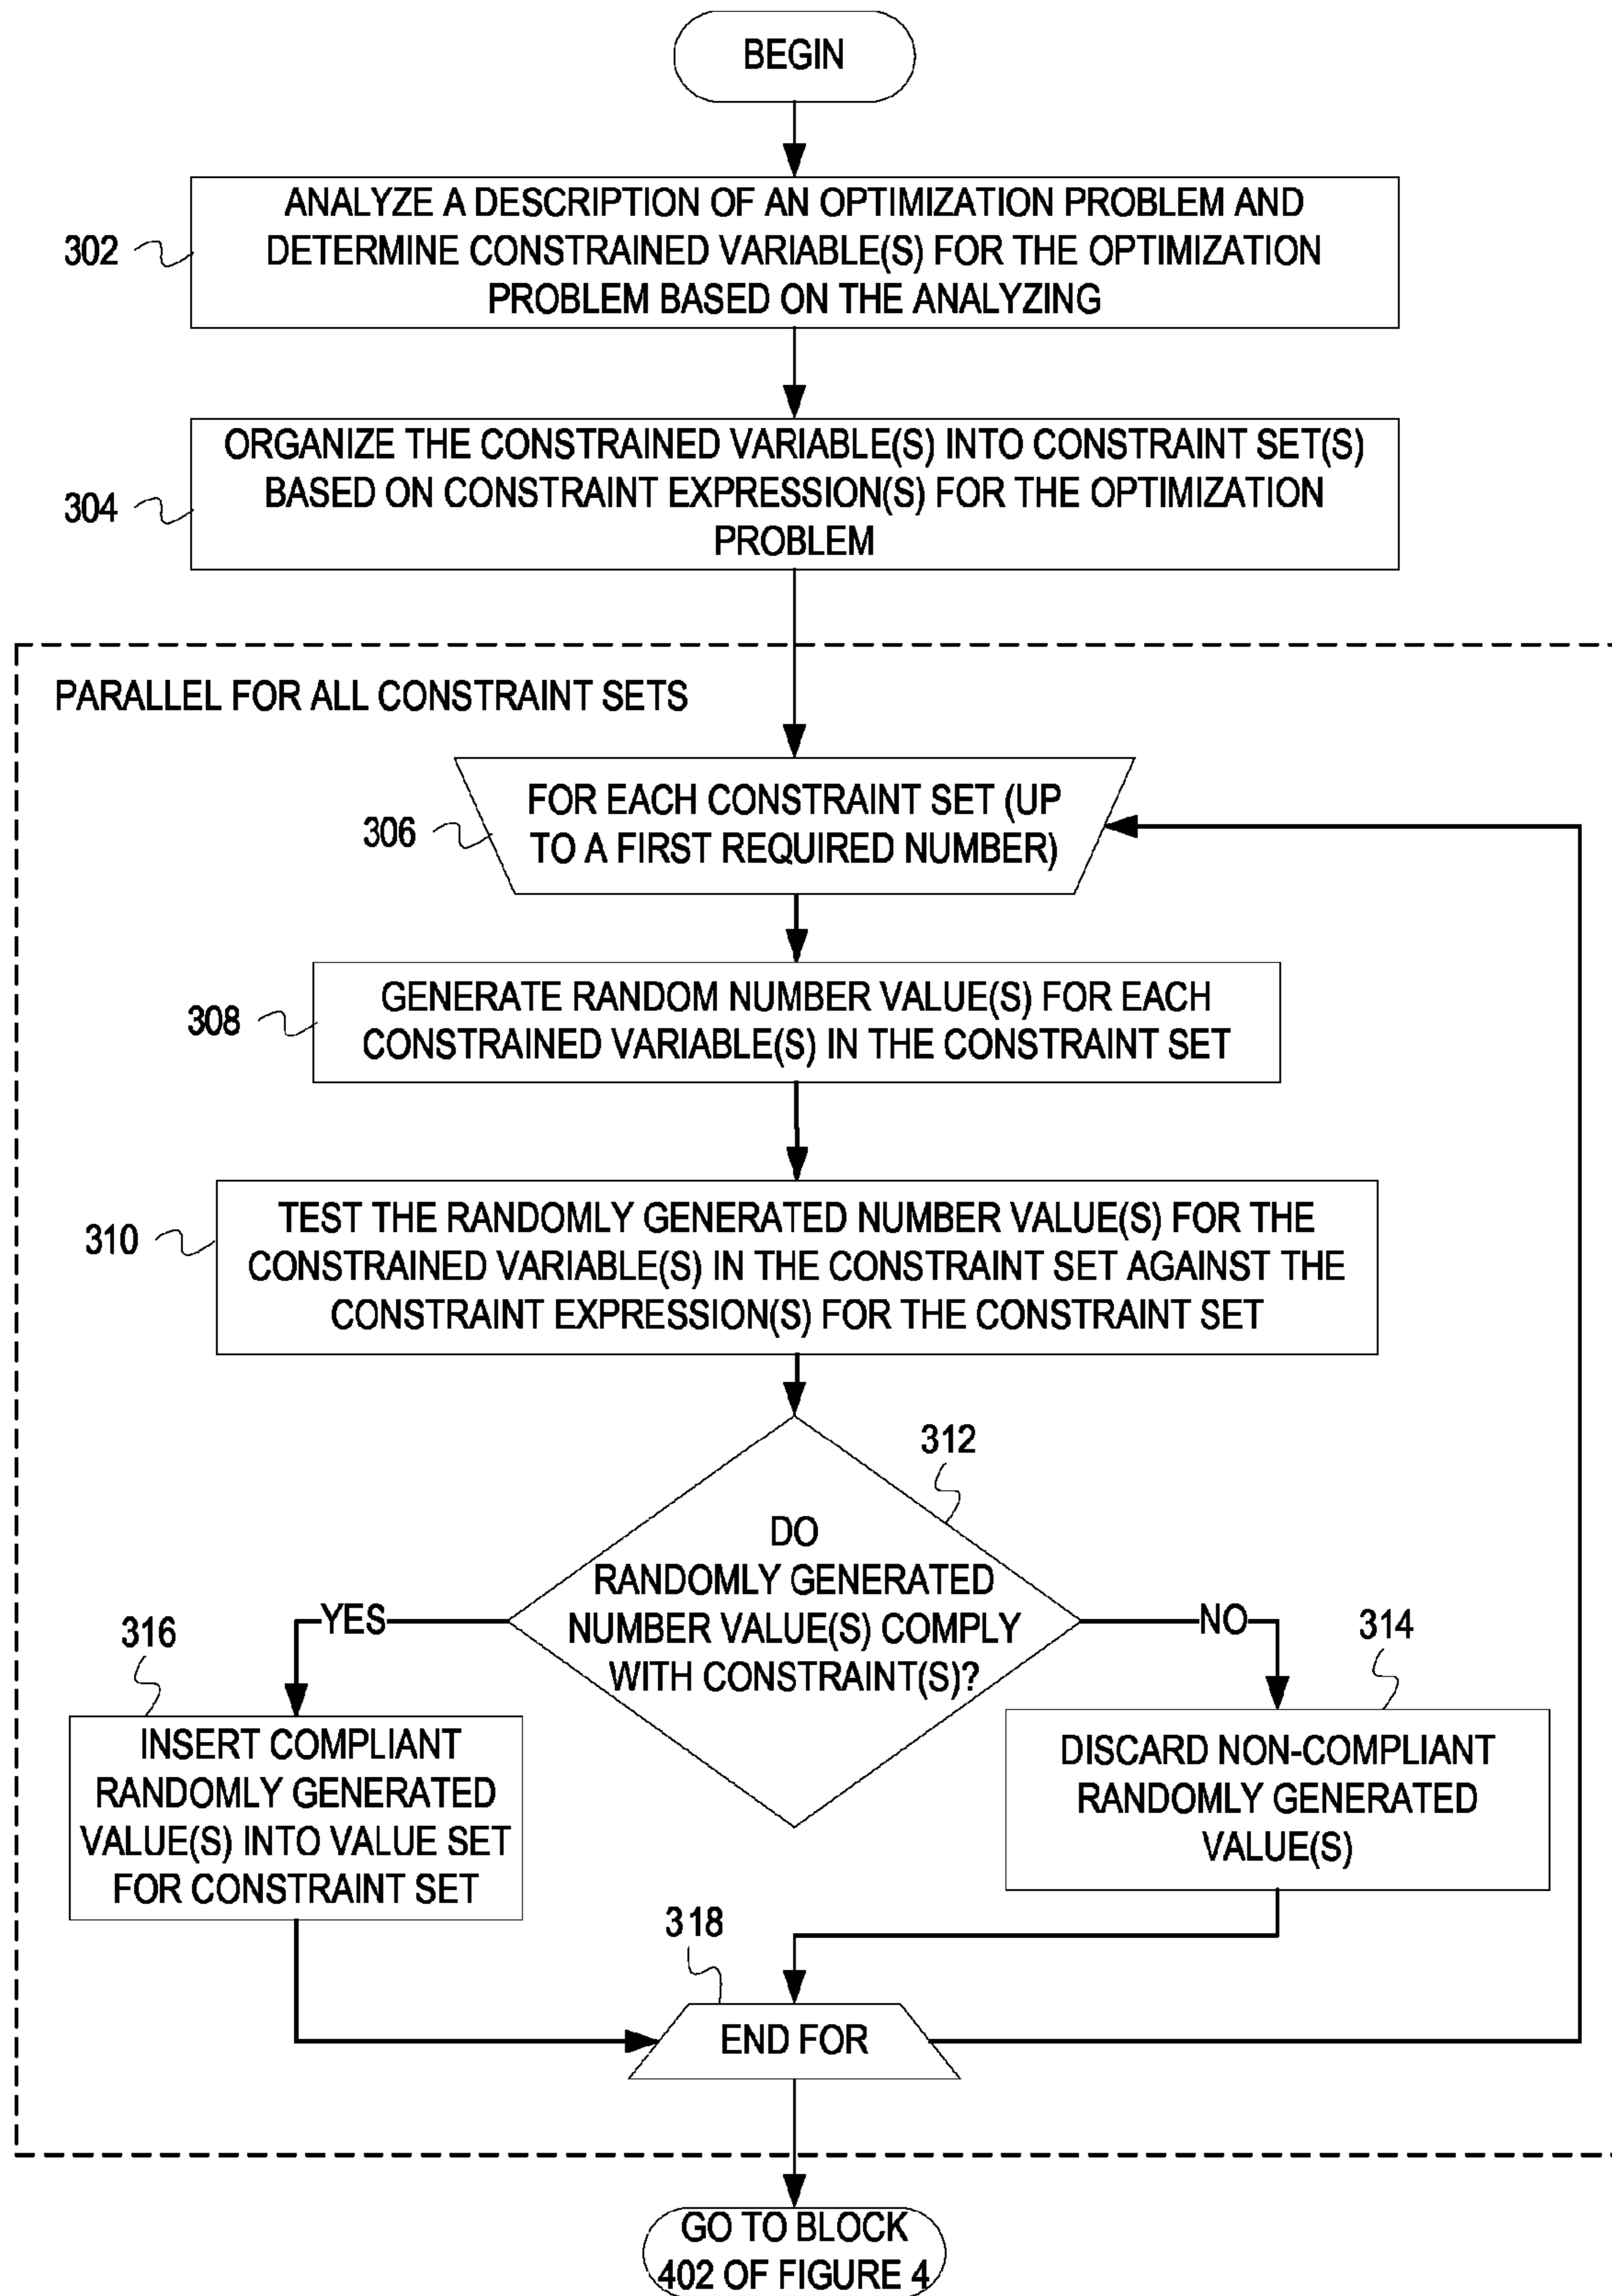 BEGIN
ANALYZE A DESCRIPTION OF AN OPTIMIZATION PROBLEM AND
DETERMINE CONSTRAINED VARIABLE(S) FOR THE OPTIMIZATION
PROBLEM BASED ON THE ANALYZING
302
ORGANIZE THE CONSTRAINED VARIABLE(S) INTO CONSTRAINT SET(S)
BASED ON CONSTRAINT EXPRESSION(S) FOR THE OPTIMIZATION
PROBLEM
304
PARALLEL FOR ALL CONSTRAINT SETS
FOR EACH CONSTRAINT SET (UP
TO A FIRST REQUIRED NUMBER)
306
GENERATE RANDOM NUMBER VALUE(S) FOR EACH
CONSTRAINED VARIABLE(S) IN THE CONSTRAINT SET
308
TEST THE RANDOMLY GENERATED NUMBER VALUE(S) FOR THE
CONSTRAINED VARIABLE(S) IN THE CONSTRAINT SET AGAINST THE
CONSTRAINT EXPRESSION(S) FOR THE CONSTRAINT SET
310
312
DO
RANDOMLY GENERATED
NUMBER VALUE(S) COMPLY
WITH CONSTRAINT(S)?
YES
NO
316
INSERT COMPLIANT
RANDOMLY GENERATED
VALUE(S) INTO VALUE SET
FOR CONSTRAINT SET
314
DISCARD NON-COMPLIANT
RANDOMLY GENERATED
VALUE(S)
318
END FOR
GO TO BLOCK
402 OF FIGURE 4